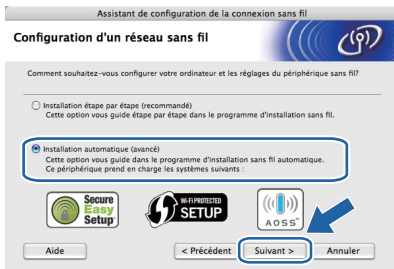 Assistant de configuration de la connexion sans fil
Configuration d'un réseau sans fil
Comment souhaitez-vous configurer votre ordinateur et les réglages du périphérique sans fil?
Installation étape par étape (recommandé)
Cette option vous guide étape par étape dans le programme d'installation sans fil.
Installation automatique (avancé)
Cette option vous guide dans le programme d'installation sans fil automatique.
Ce périphérique prend en charge les systèmes suivants :
Secure
Easy
Setup
WI-FI PROTECTED
SETUP
AOSS™
Aide
< Précédent
Suivant >
Annuler